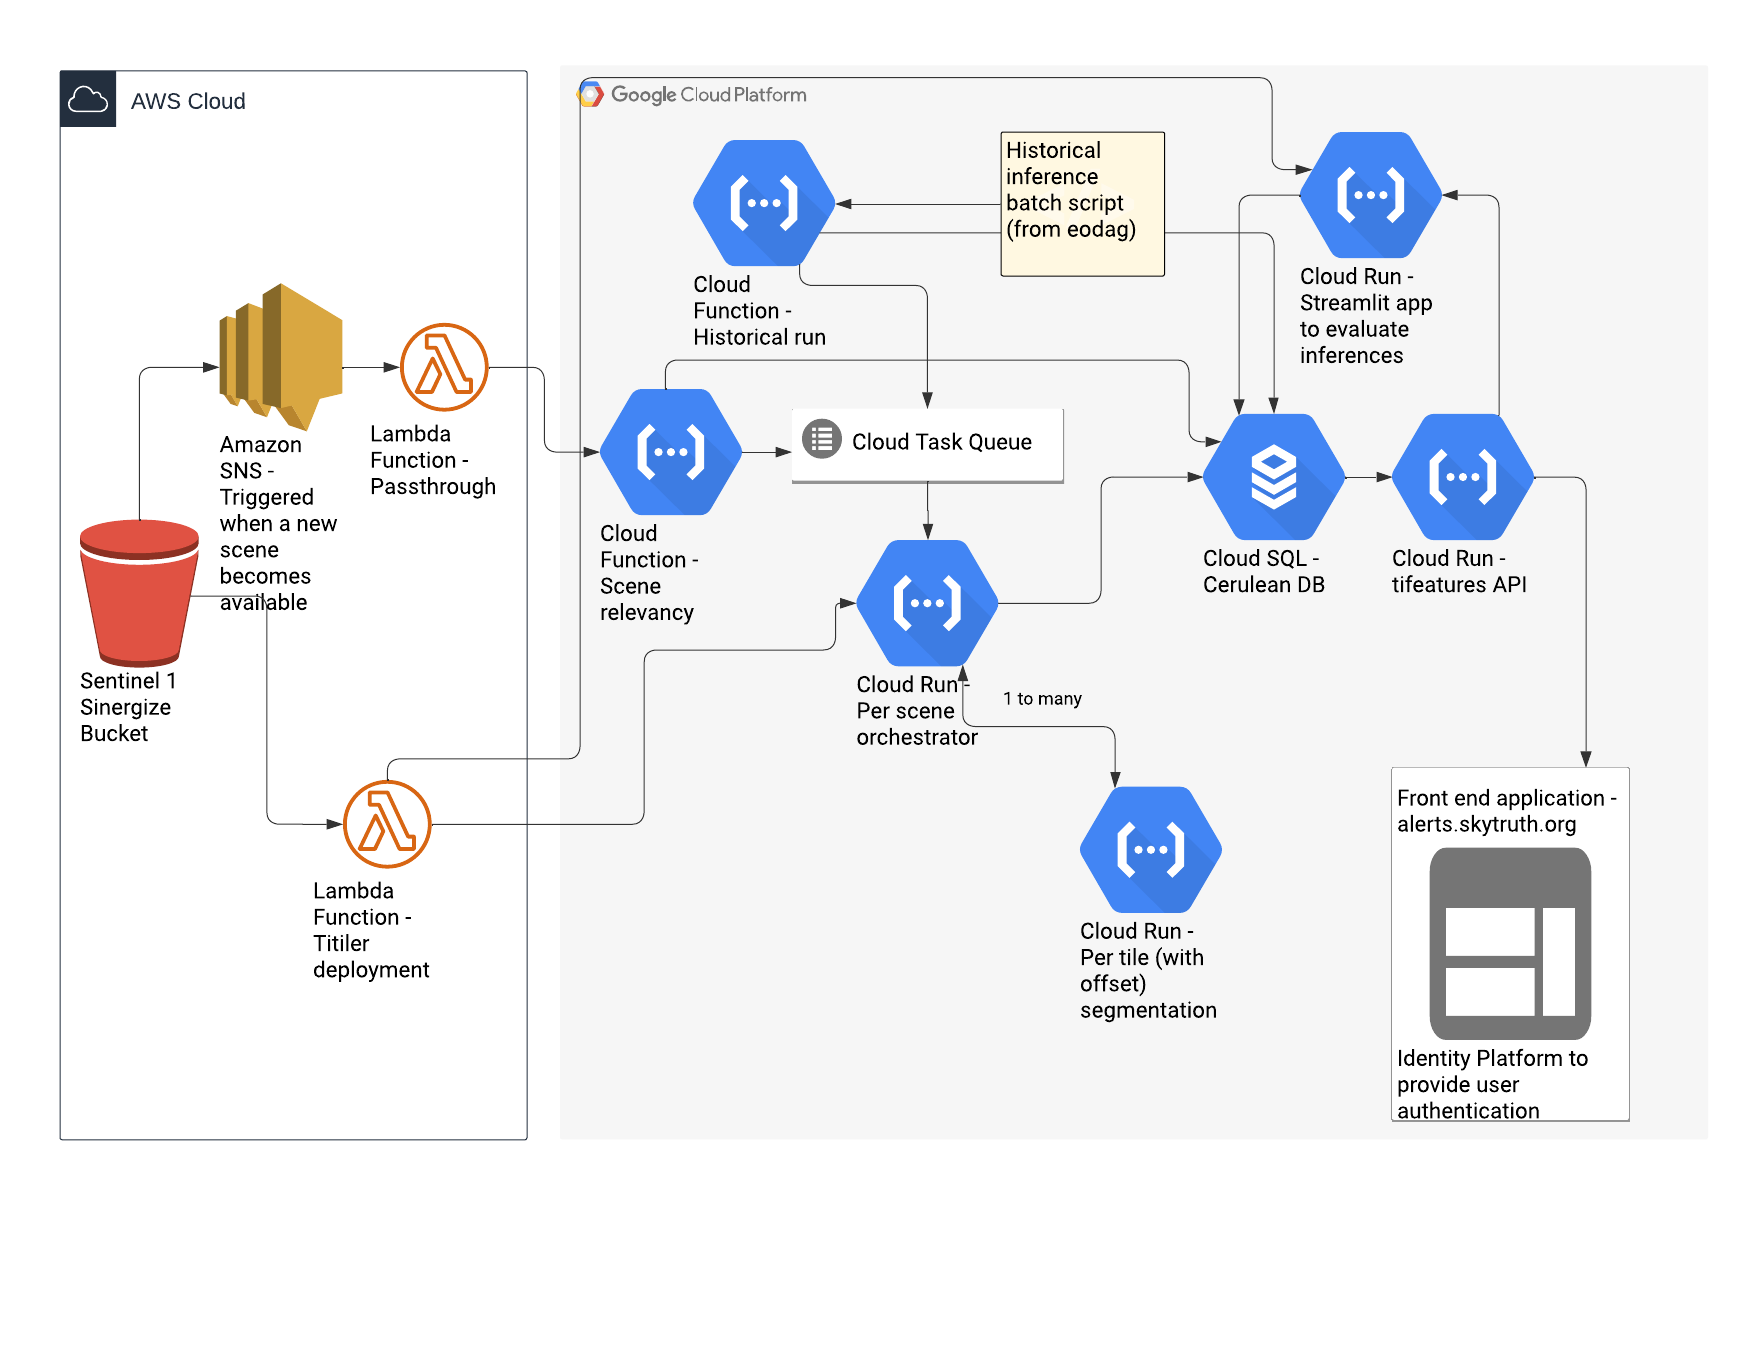 AWS Cloud
Google Cloud Platform
Historical
inference
batch script
(from eodag)
Cloud
Function -
Historical run
Cloud Run -
Streamlit app
to evaluate
inferences
Amazon
SNS -
Triggered
when a new
scene
becomes
available
Lambda
Function -
Passthrough
Cloud Task Queue
Cloud
Function -
Scene
relevancy
Cloud SQL -
Cerulean DB
Cloud Run -
tifeatures API
Sentinel 1
Sinergize
Bucket
Cloud Run -
Per scene
orchestrator
1 to many
Lambda
Function -
Titiler
deployment
Cloud Run -
Per tile (with
offset)
segmentation
Front end application -
alerts.skytruth.org
Identity Platform to
provide user
authentication